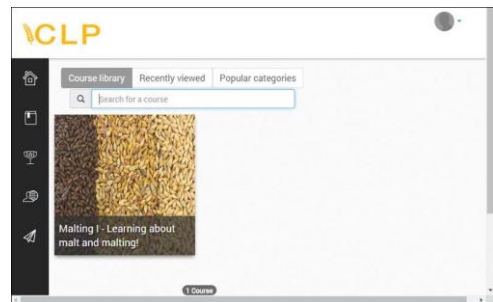 CLP
Course library Recently viewed Popular categories
Search for a course
Malting I - Learning about
malt and malting!
1 Course